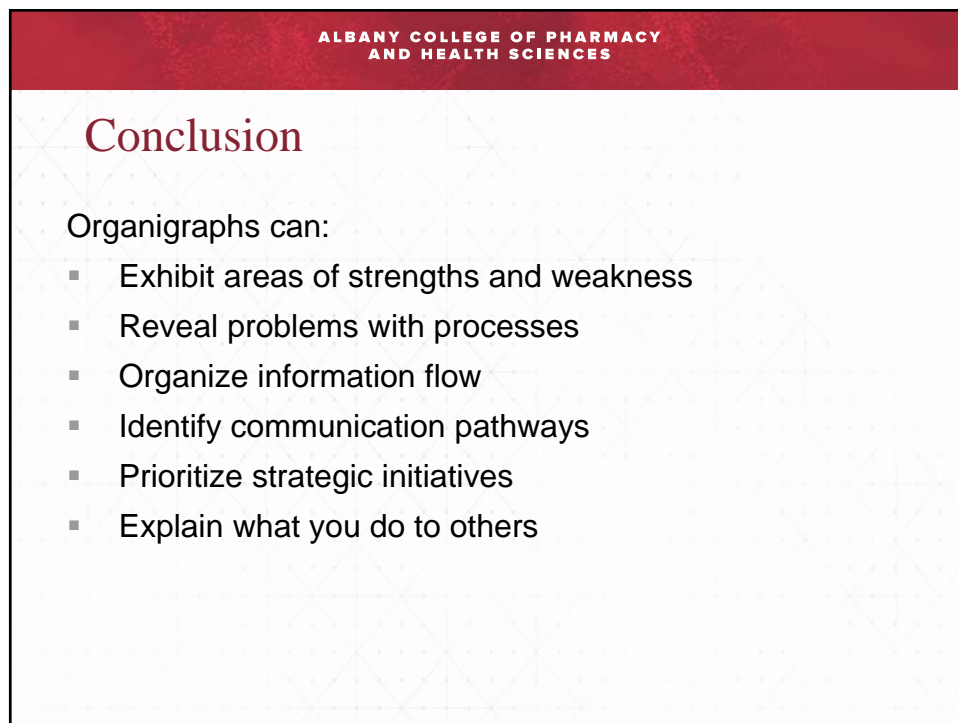 ALBANY COLLEGE OF PHARMACY
AND HEALTH SCIENCES
Conclusion
Organigraphs can:
▪ Exhibit areas of strengths and weakness
▪ Reveal problems with processes
▪ Organize information flow
▪ Identify communication pathways
▪ Prioritize strategic initiatives
▪ Explain what you do to others